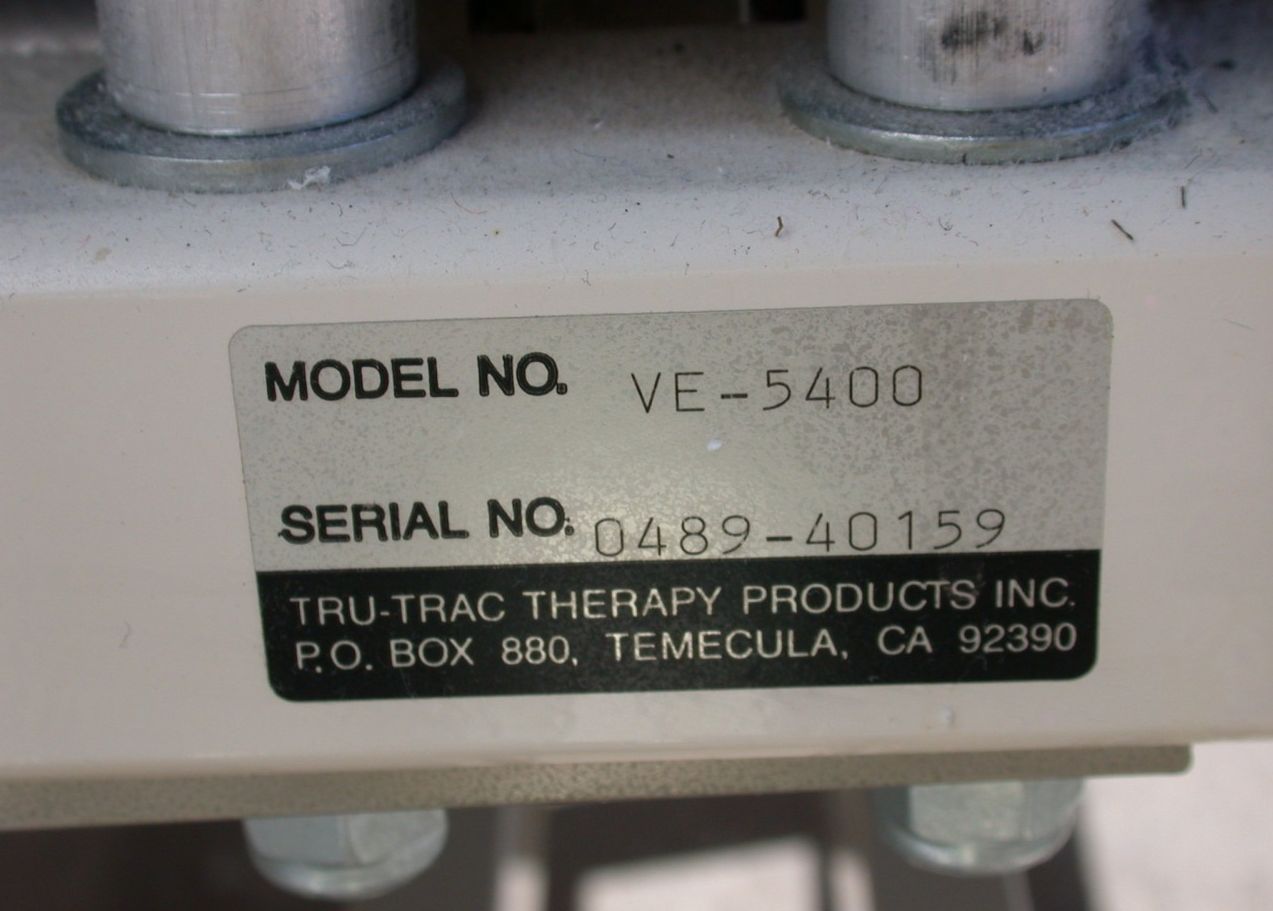 MODEL NO. VE-5400
SERIAL NO. 0489-40159
TRU-TRAC THERAPY PRODUCTS INC.
P.O. BOX 880, TEMECULA, CA 92390